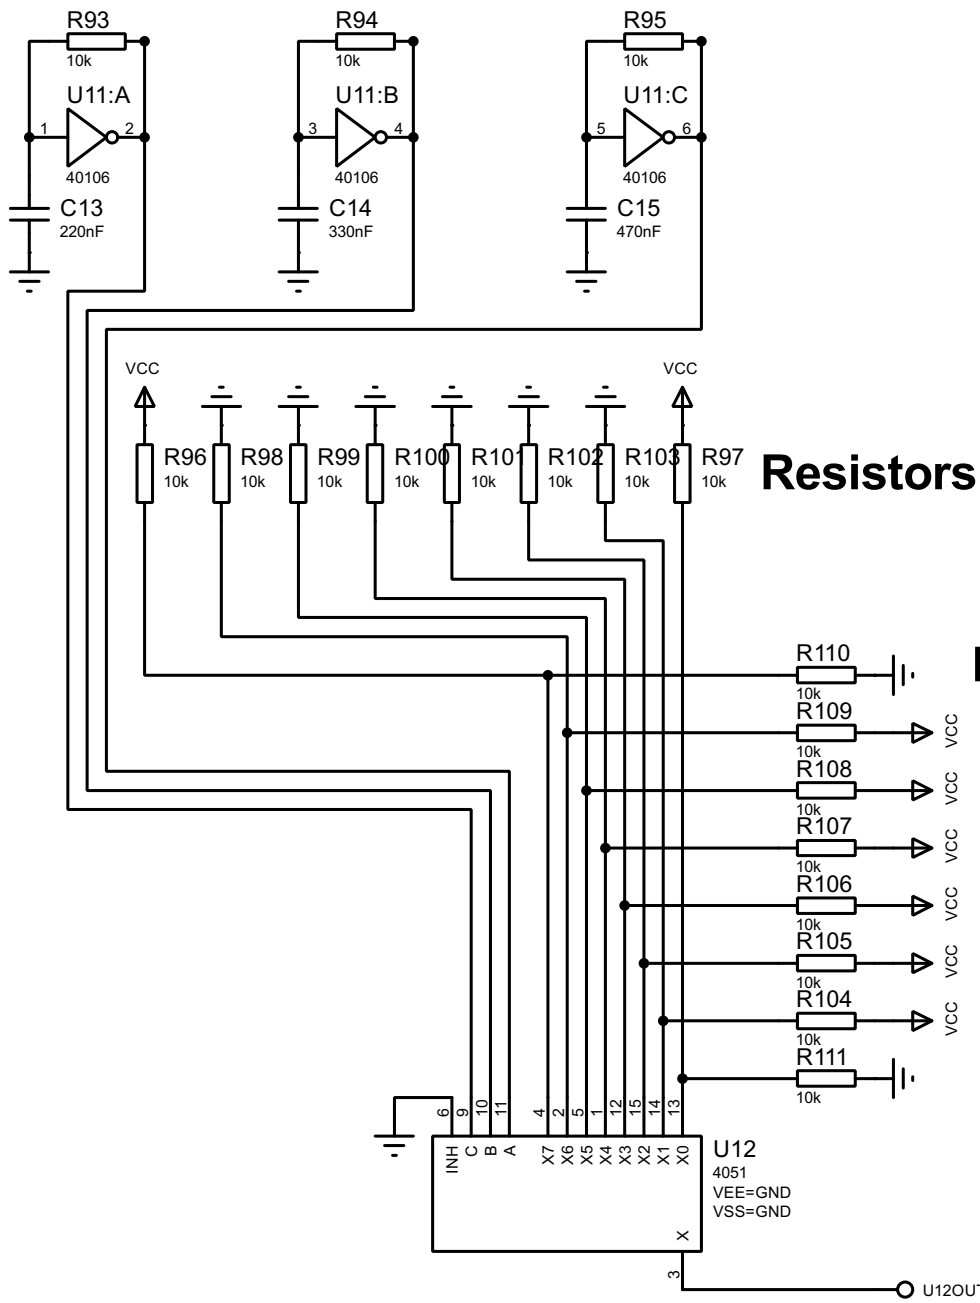 R93
10k
U11:A
1
2
40106
C13
220nF
R94
10k
U11:B
3
4
40106
C14
330nF
R95
10k
U11:C
5
6
40106
C15
470nF
VCC
VCC
R96
10k
R98
10k
R99
10k
R100
10k
R101
10k
R102
10k
R103
10k
R97
10k
Resistors
R110
10k
R109
10k
VCC
R108
10k
VCC
R107
10k
VCC
R106
10k
VCC
R105
10k
VCC
R104
10k
VCC
R111
10k
6
9
10
11
4
2
5
1
12
15
14
13
INH
C
B
A
X7
X6
X5
X4
X3
X2
X1
X0
U12
4051
VEE=GND
VSS=GND
X
3
U12OUT